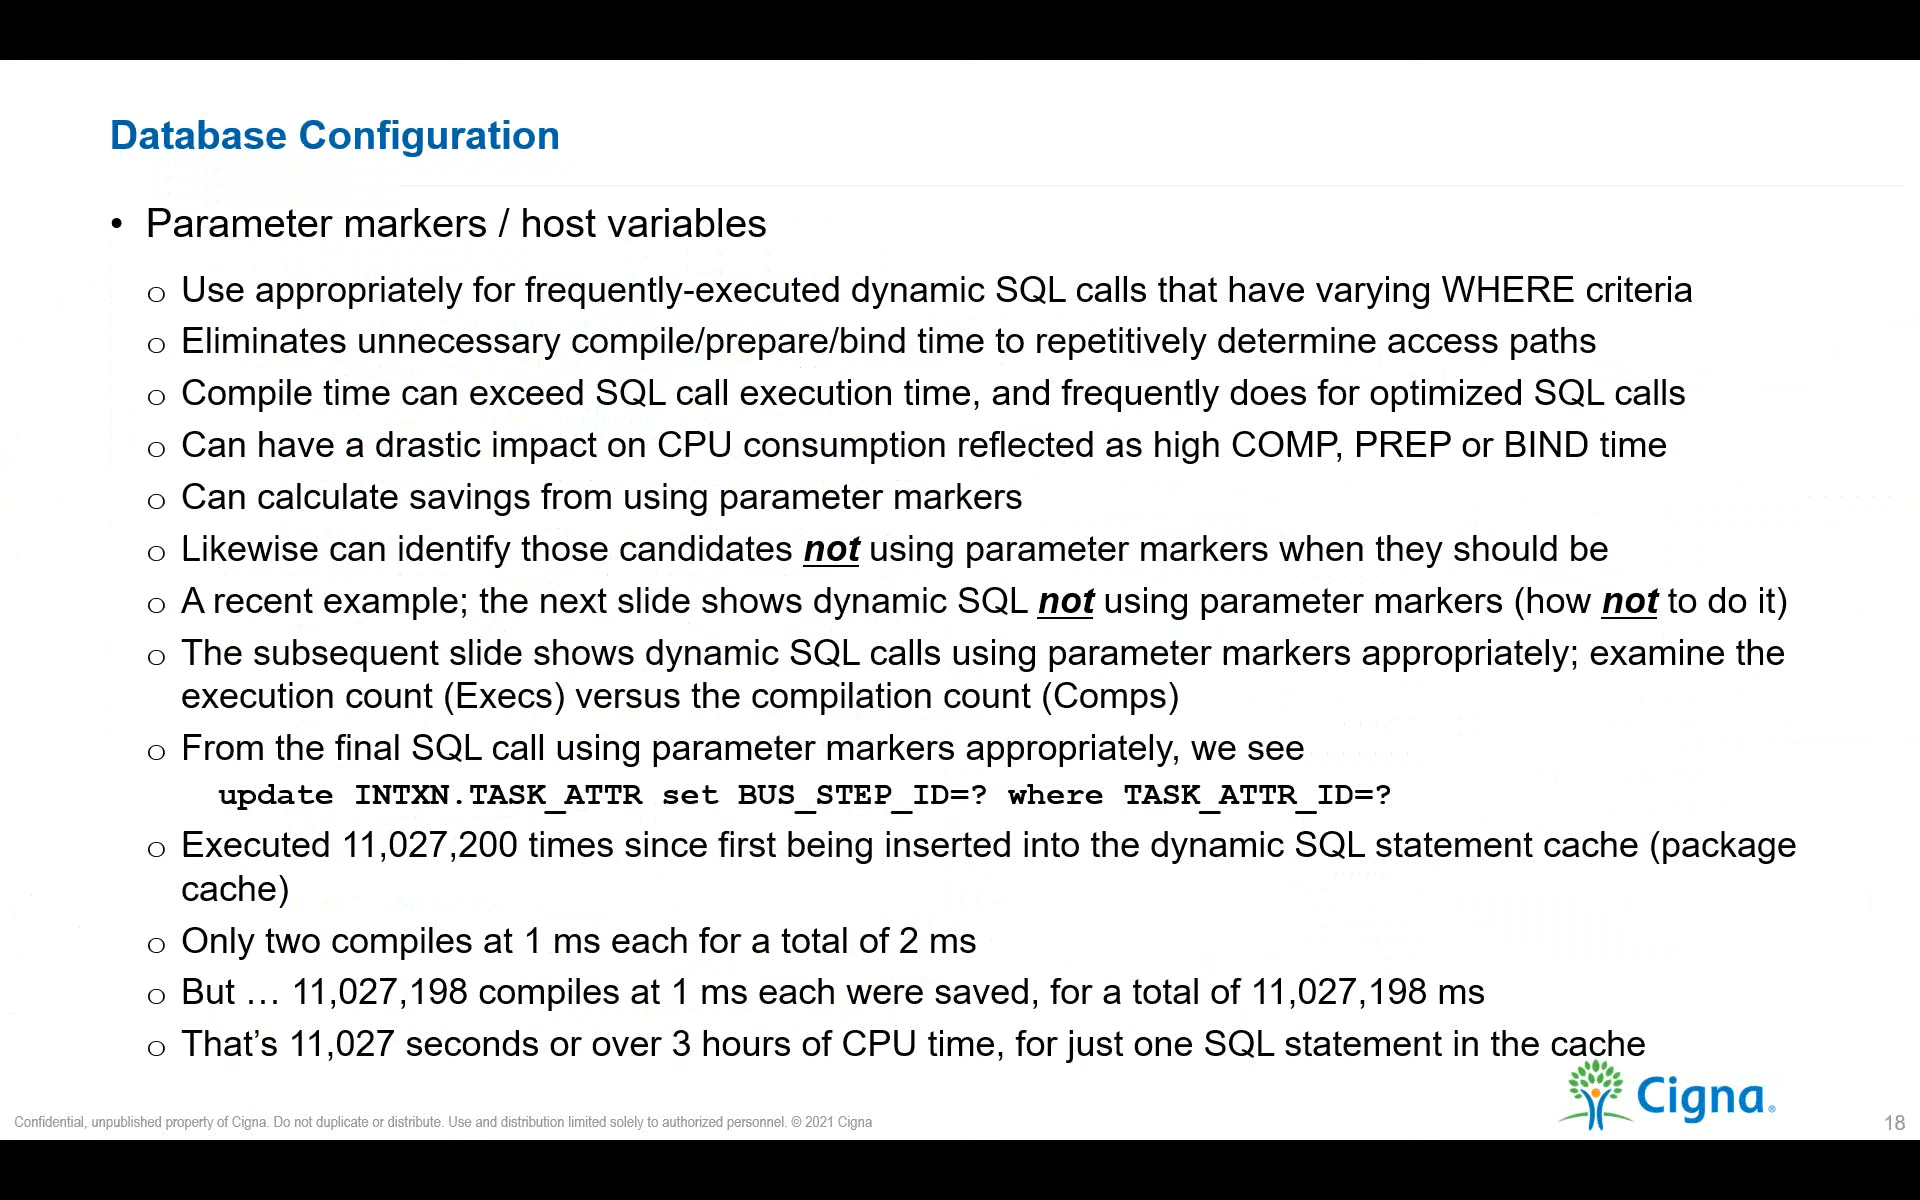 Database Configuration
• Parameter markers / host variables
o Use appropriately for frequently-executed dynamic SQL calls that have varying WHERE criteria
o Eliminates unnecessary compile/prepare/bind time to repetitively determine access paths
o Compile time can exceed SQL call execution time, and frequently does for optimized SQL calls
o Can have a drastic impact on CPU consumption reflected as high COMP, PREP or BIND time
o Can calculate savings from using parameter markers
o Likewise can identify those candidates not using parameter markers when they should be
o A recent example; the next slide shows dynamic SQL not using parameter markers (how not to do it)
o The subsequent slide shows dynamic SQL calls using parameter markers appropriately; examine the
execution count (Execs) versus the compilation count (Comps)
o From the final SQL call using parameter markers appropriately, we see
update INTXN.TASK_ATTR set BUS_STEP_ID=? where TASK_ATTR_ID=?
o Executed 11,027,200 times since first being inserted into the dynamic SQL statement cache (package
cache)
o Only two compiles at 1 ms each for a total of 2 ms
o But … 11,027,198 compiles at 1 ms each were saved, for a total of 11,027,198 ms
o That’s 11,027 seconds or over 3 hours of CPU time, for just one SQL statement in the cache
Cigna®
Confidential, unpublished property of Cigna. Do not duplicate or distribute. Use and distribution limited solely to authorized personnel. © 2021 Cigna
18